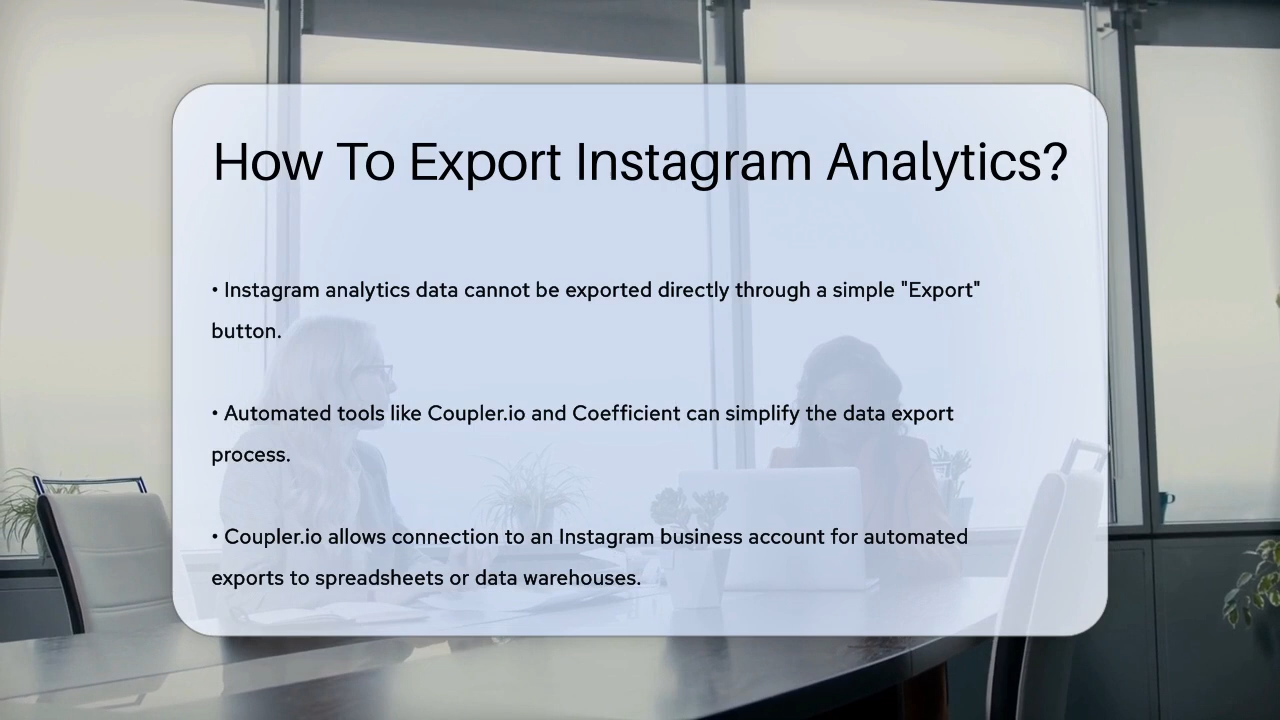 How To Export Instagram Analytics?
• Instagram analytics data cannot be exported directly through a simple "Export"
button.
• Automated tools like Coupler.io and Coefficient can simplify the data export
process.
• Coupler.io allows connection to an Instagram business account for automated
exports to spreadsheets or data warehouses.